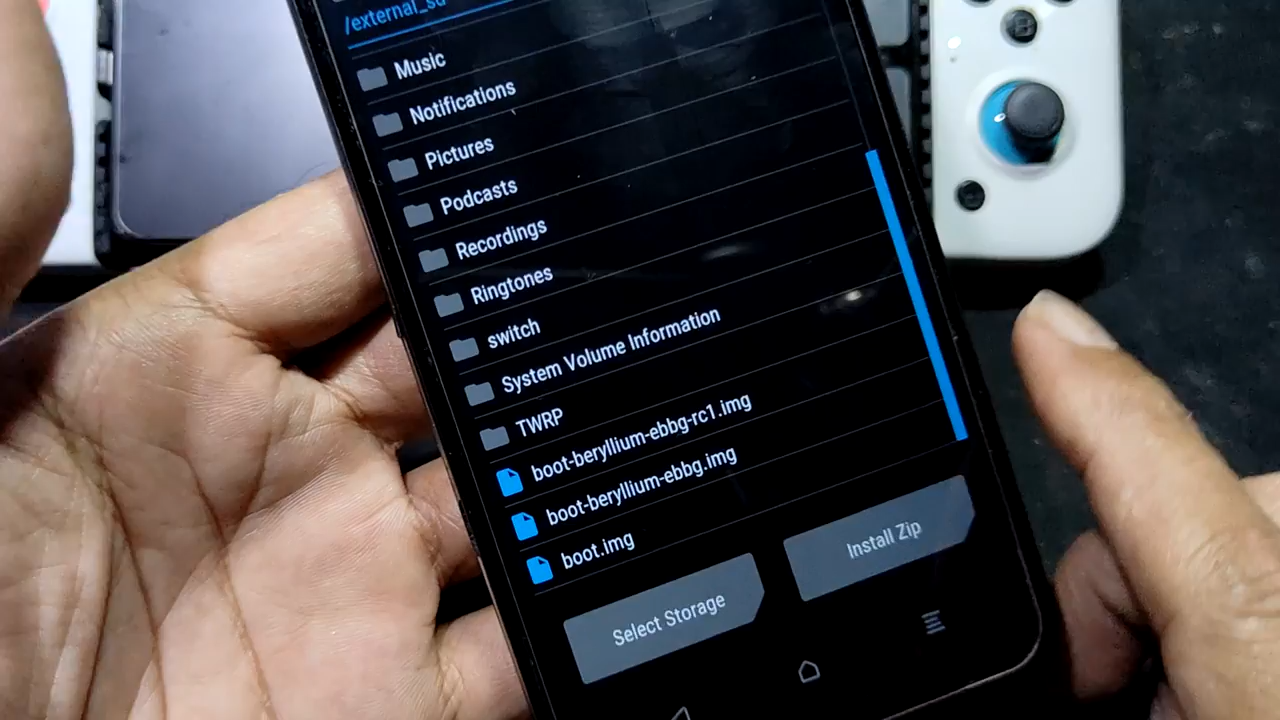 /external_sd
Music
Notifications
Pictures
Podcasts
Recordings
Ringtones
switch
System Volume Information
TWRP
boot-beryllium-ebbg-rc1.img
boot-beryllium-ebbg.img
boot.img
Select Storage
Install Zip